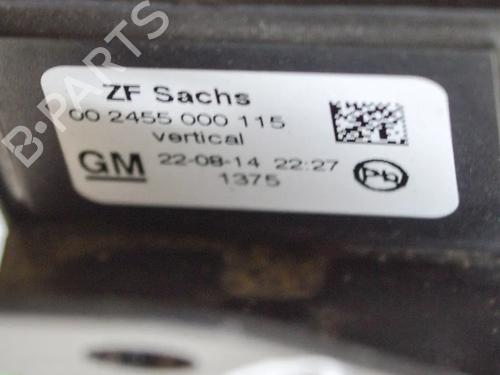 ZF Sachs
00 2455 000 115
vertical
GM 22-08-14 22:27
1375
Pb
B-Parts